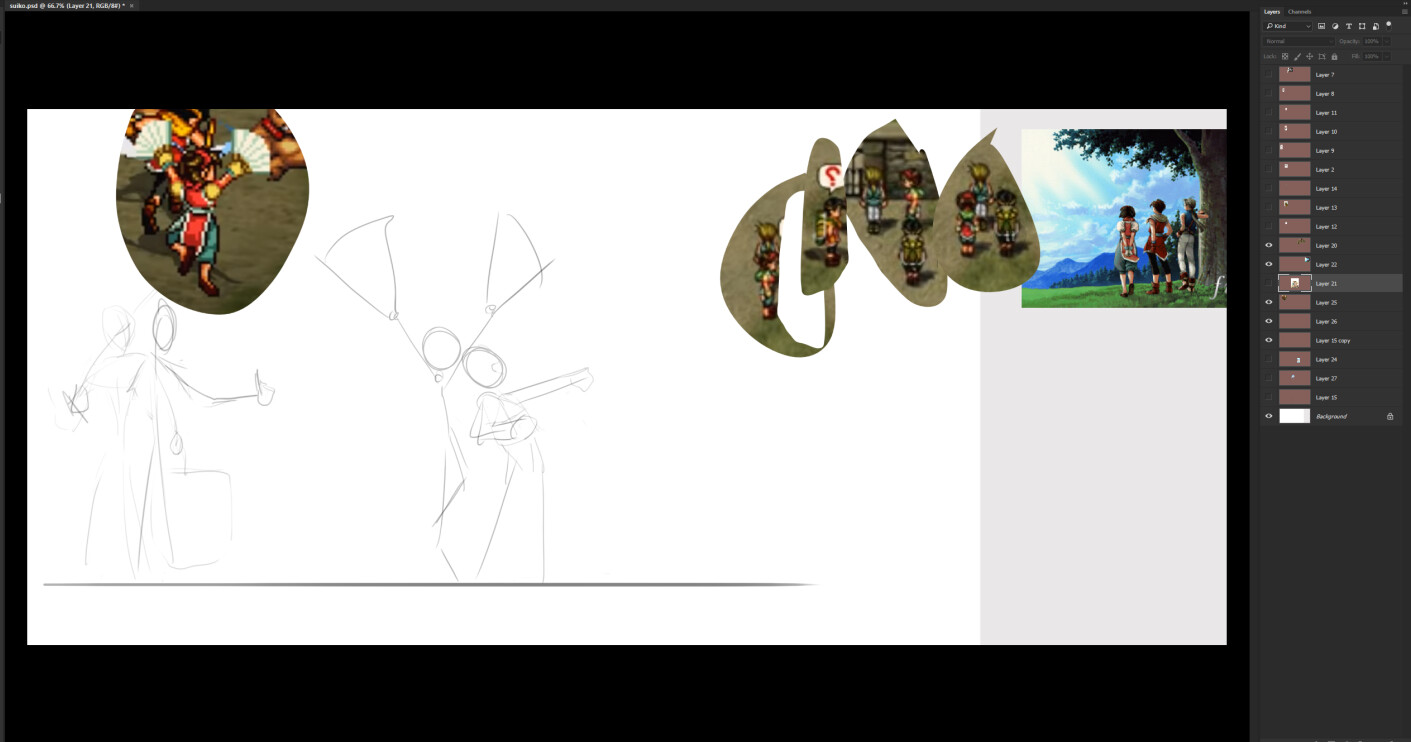 suiko.psd @ 66.7% (Layer 21, RGB/8#) * ×
Layers Channels
Kind
Normal Opacity: 100%
Lock: Fill: 100%
Layer 7
Layer 8
Layer 11
Layer 10
Layer 9
Layer 2
Layer 14
Layer 13
Layer 12
Layer 20
Layer 22
Layer 21
Layer 25
Layer 26
Layer 15 copy
Layer 24
Layer 27
Layer 15
Background
?